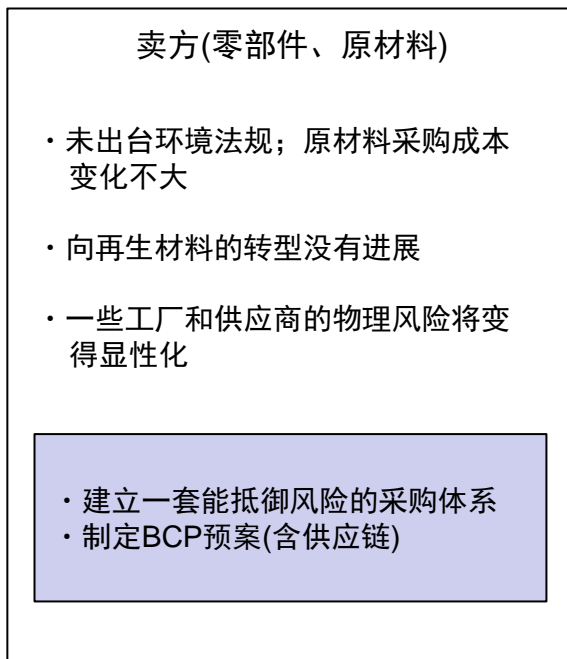 卖方(零部件、原材料)
・未出台环境法规；原材料采购成本
变化不大
・向再生材料的转型没有进展
・一些工厂和供应商的物理风险将变
得显性化
・建立一套能抵御风险的采购体系
・制定BCP预案(含供应链)